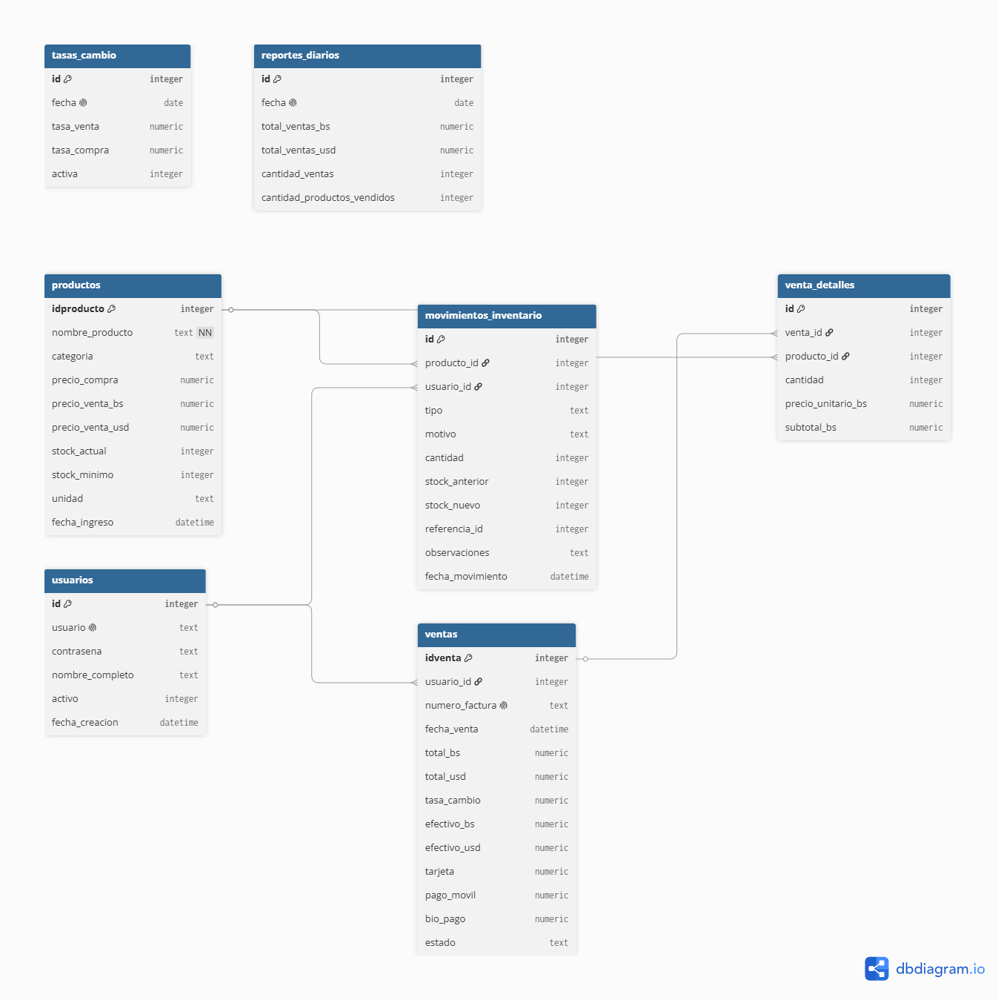 tasas_cambio
id integer
fecha date
tasa_venta numeric
tasa_compra numeric
activa integer
reportes_diarios
id integer
fecha date
total_ventas_bs numeric
total_ventas_usd numeric
cantidad_ventas integer
cantidad_productos_vendidos integer
productos
idproducto integer
nombre_producto text NN
categoria text
precio_compra numeric
precio_venta_bs numeric
precio_venta_usd numeric
stock_actual integer
stock_minimo integer
unidad text
fecha_ingreso datetime
movimientos_inventario
id integer
producto_id integer
usuario_id integer
tipo text
motivo text
cantidad integer
stock_anterior integer
stock_nuevo integer
referencia_id integer
observaciones text
fecha_movimiento datetime
venta_detalles
id integer
venta_id integer
producto_id integer
cantidad integer
precio_unitario_bs numeric
subtotal_bs numeric
usuarios
id integer
usuario text
contrasena text
nombre_completo text
activo integer
fecha_creacion datetime
ventas
idventa integer
usuario_id integer
numero_factura text
fecha_venta datetime
total_bs numeric
total_usd numeric
tasa_cambio numeric
efectivo_bs numeric
efectivo_usd numeric
tarjeta numeric
pago_movil numeric
bio_pago numeric
estado text
dbdiagram.io